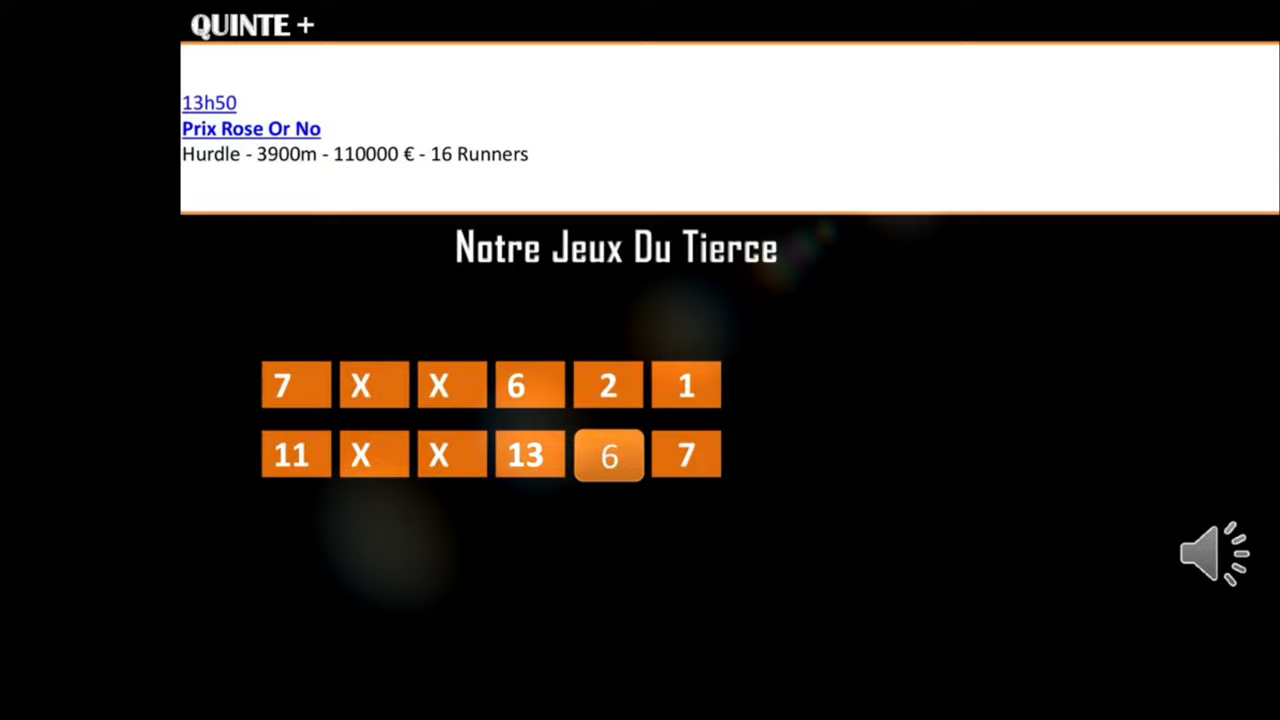 QUINTE +
13h50
Prix Rose Or No
Hurdle - 3900m - 110000 € - 16 Runners
Notre Jeux Du Tierce
7 X X 6 2 1
11 X X 13 6 7